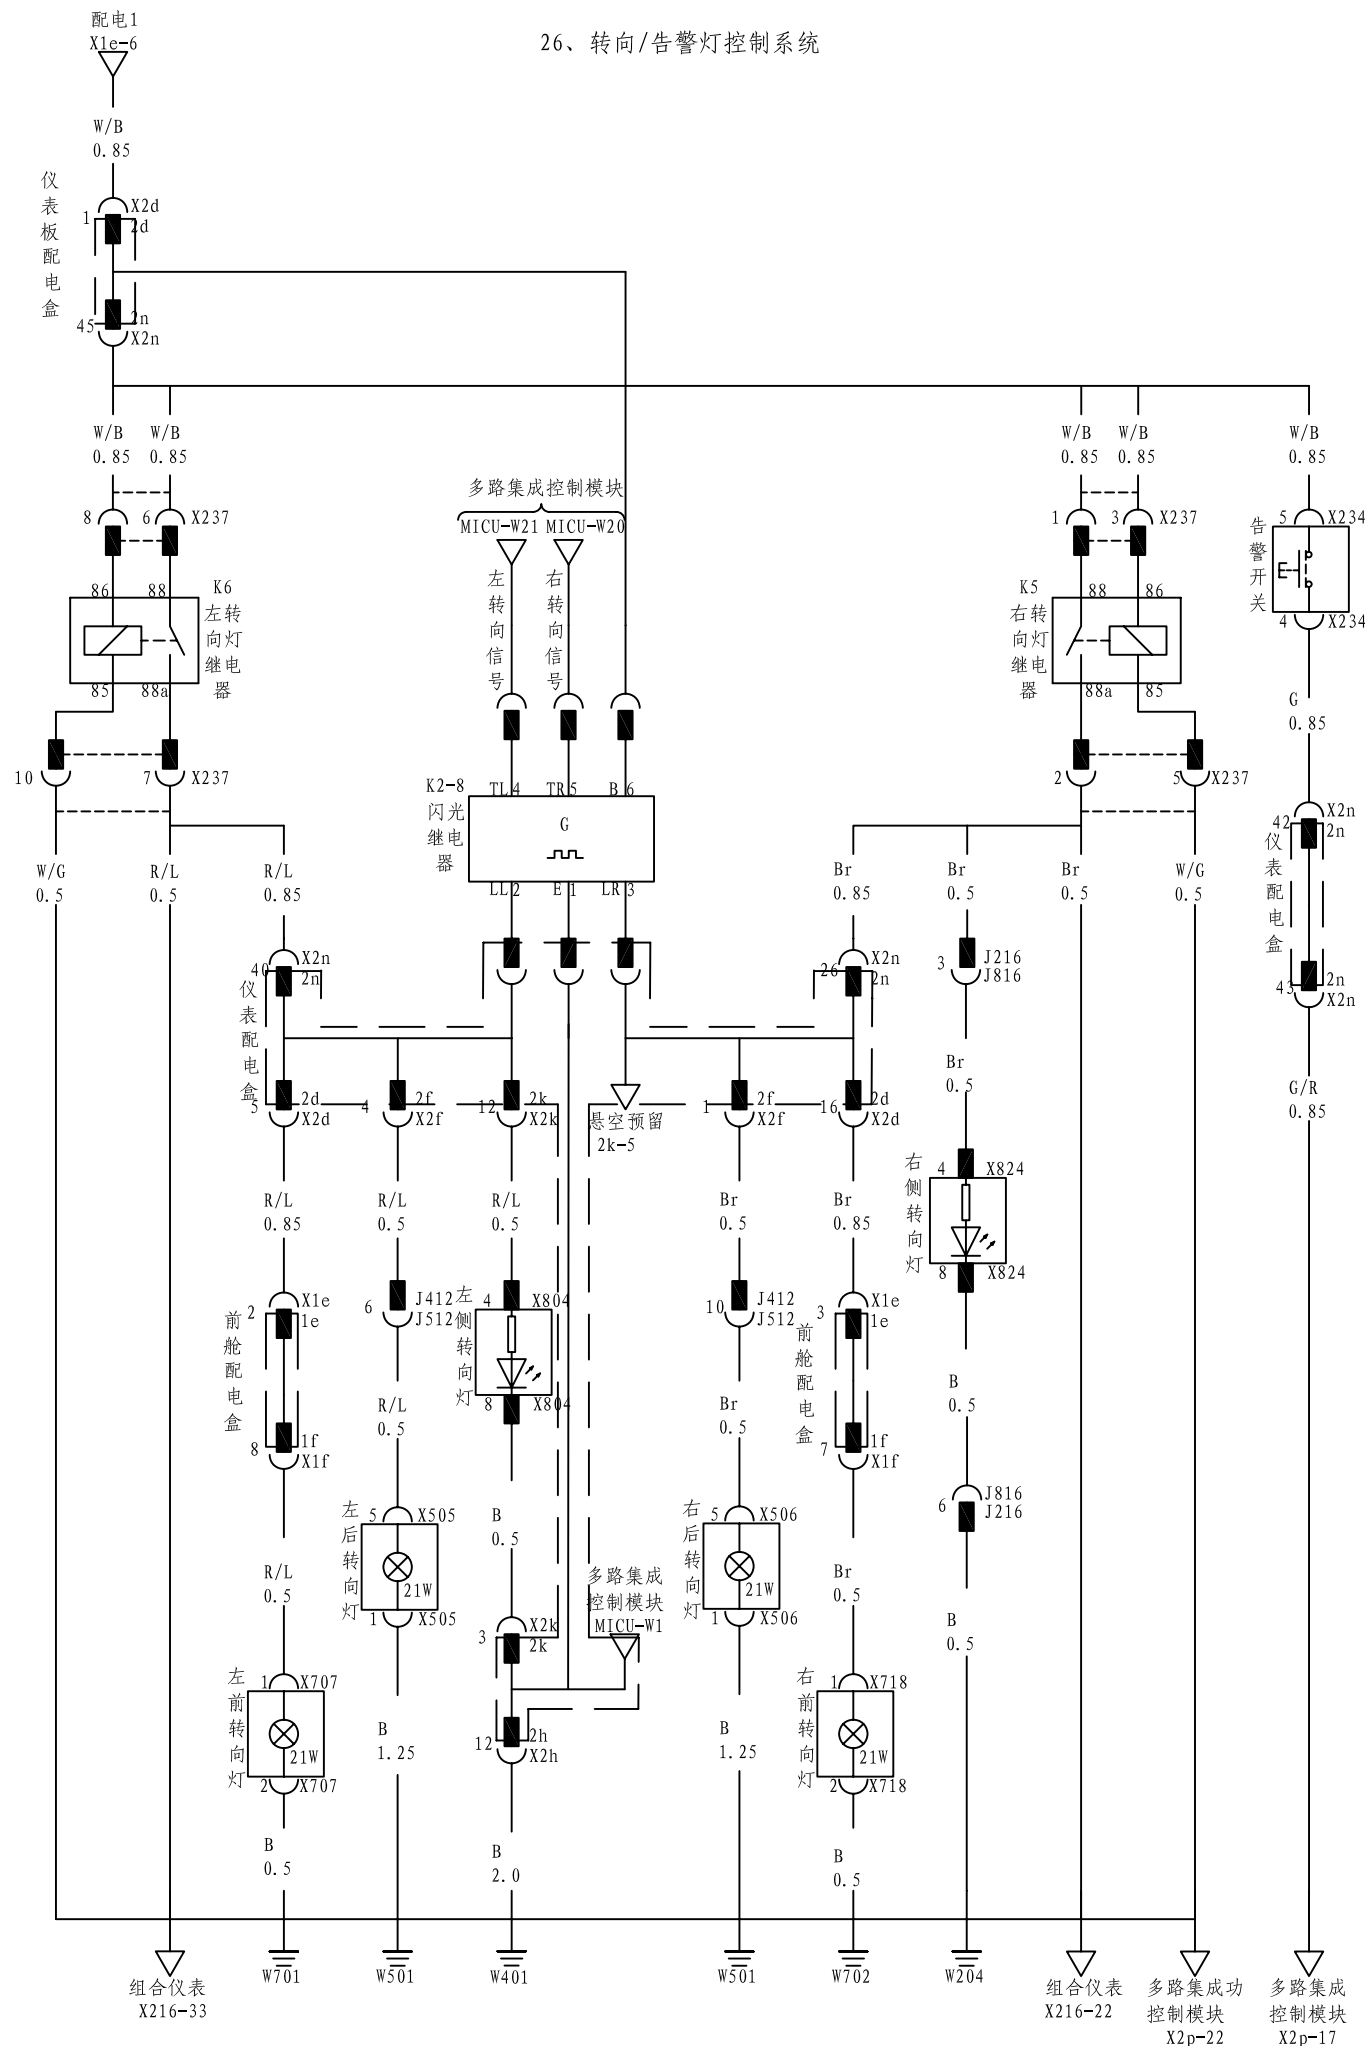 26、转向/告警灯控制系统
配电1
X1e-6
W/B
0.85
仪表板配电盒
X2d
1
2d
2n
45
X2n
W/B
0.85
W/B
0.85
W/B
0.85
W/B
0.85
W/B
0.85
多路集成控制模块
MICU-W21
MICU-W20
左转向信号
右转向信号
8
6
X237
1
3
X237
告警开关
5
X234
4
X234
86
88
K6
左转
向灯
继电
器
85
88a
K5
右转
向灯
继电
器
88
86
88a
85
G
0.85
10
7
X237
2
5
X237
K2-8
闪光
继电
器
TL
4
TR
5
B
6
G
LL
2
E
1
LR
3
W/G
0.5
R/L
0.5
R/L
0.85
Br
0.85
Br
0.5
Br
0.5
W/G
0.5
X2n
42
2n
仪表配电盒
2n
43
X2n
X2n
40
2n
仪表配电盒
X2n
26
2n
3
J216
J816
2d
5
X2d
2f
4
X2f
2k
12
X2k
悬空预留
2k-5
2f
1
X2f
2d
16
X2d
Br
0.5
G/R
0.85
R/L
0.85
R/L
0.5
R/L
0.5
Br
0.5
Br
0.85
右侧转向灯
4
X824
8
X824
X1e
2
1e
前舱配电盒
1f
8
X1f
6
J412
J512
左侧转向灯
4
X804
8
X804
10
J412
J512
X1e
3
1e
前舱配电盒
1f
7
X1f
R/L
0.5
B
0.5
Br
0.5
B
0.5
左后转向灯
5
X505
21W
1
X505
右后转向灯
5
X506
21W
1
X506
J816
6
J216
R/L
0.5
多路集成
控制模块
MICU-W1
Br
0.5
B
0.5
X2k
3
2k
2h
12
X2h
左前转向灯
1
X707
21W
2
X707
右前转向灯
1
X718
21W
2
X718
B
1.25
B
1.25
B
0.5
B
2.0
B
0.5
W701
W501
W401
W501
W702
W204
组合仪表
X216-33
组合仪表
X216-22
多路集成功
控制模块
X2p-22
多路集成
控制模块
X2p-17